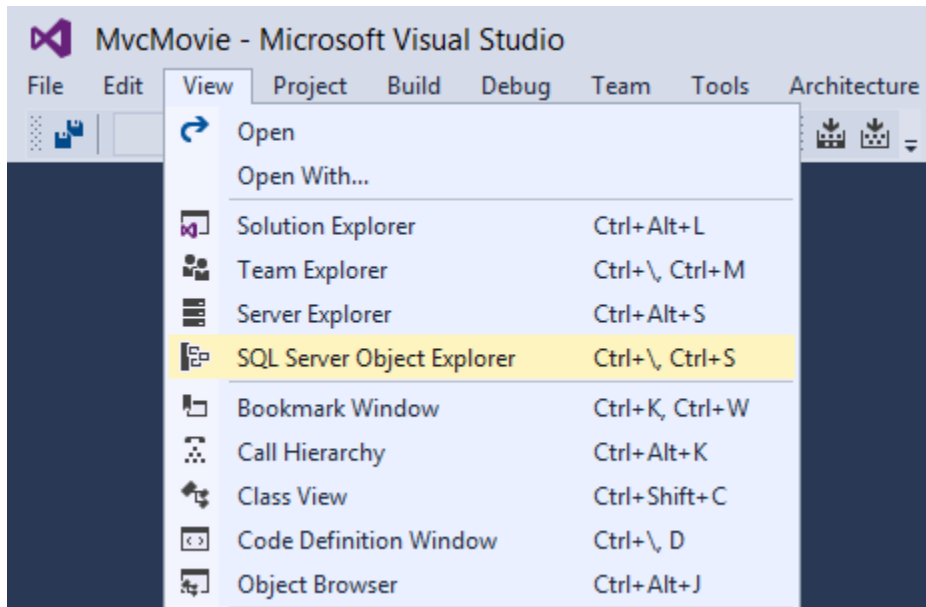 MvcMovie - Microsoft Visual Studio
File Edit View Project Build Debug Team Tools Architecture
Open
Open With...
Solution Explorer Ctrl+Alt+L
Team Explorer Ctrl+\, Ctrl+M
Server Explorer Ctrl+Alt+S
SQL Server Object Explorer Ctrl+\, Ctrl+S
Bookmark Window Ctrl+K, Ctrl+W
Call Hierarchy Ctrl+Alt+K
Class View Ctrl+Shift+C
Code Definition Window Ctrl+\, D
Object Browser Ctrl+Alt+J